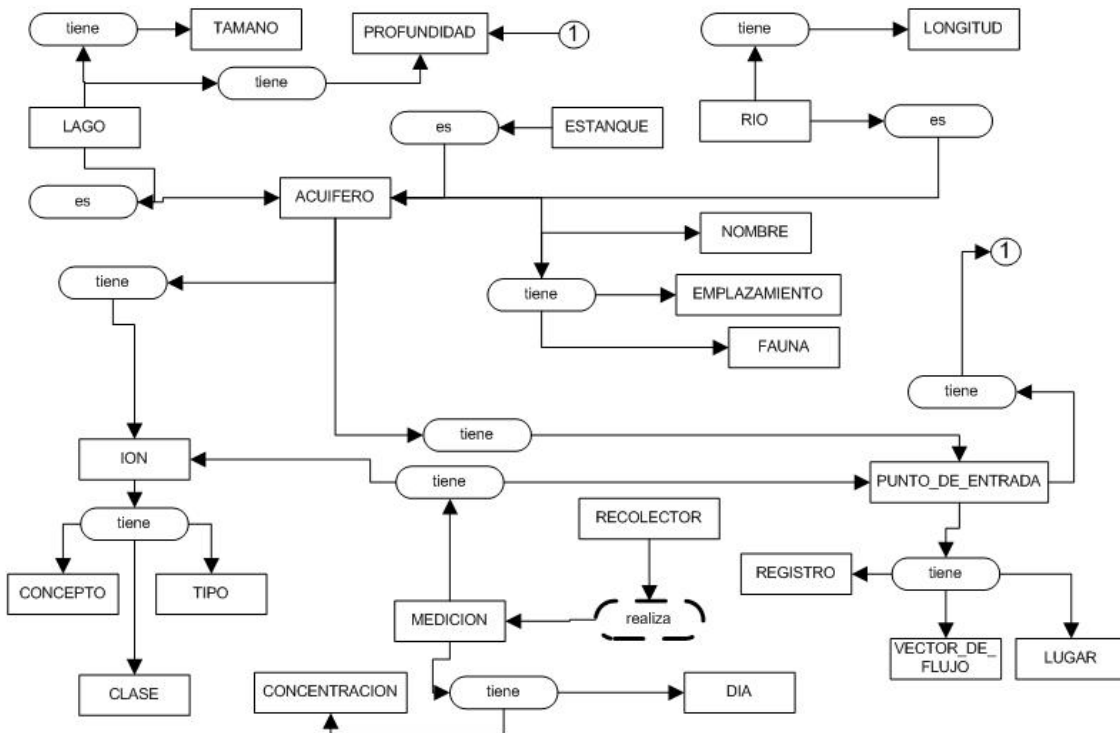 tiene
TAMANO
PROFUNDIDAD
1
tiene
LONGITUD
tiene
LAGO
es
ESTANQUE
RIO
es
es
ACUIFERO
NOMBRE
1
tiene
tiene
EMPLAZAMIENTO
FAUNA
tiene
tiene
ION
tiene
PUNTO_DE_ENTRADA
tiene
RECOLECTOR
CONCEPTO
TIPO
REGISTRO
tiene
MEDICION
realiza
VECTOR_DE_
FLUJO
LUGAR
CLASE
CONCENTRACION
tiene
DIA